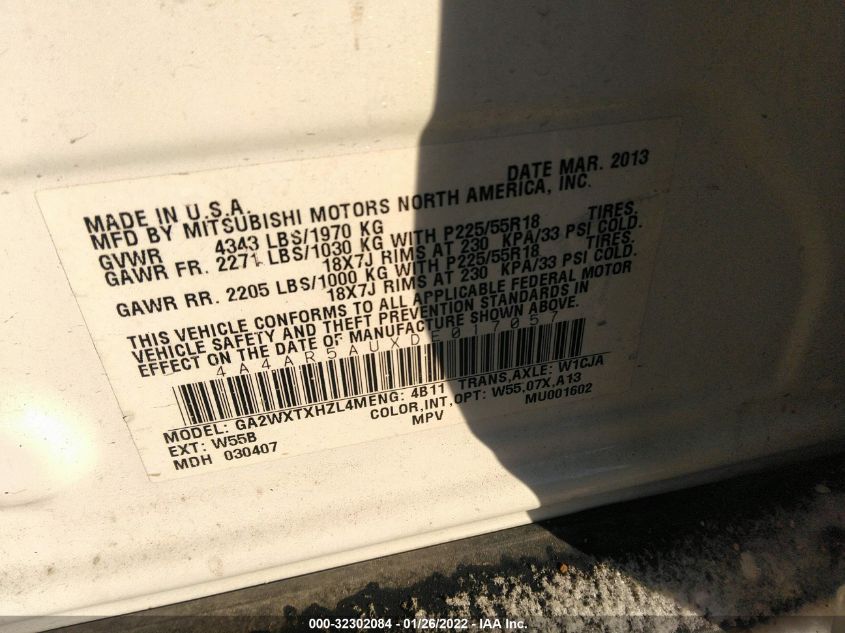 DATE MAR. 2013
MADE IN U.S.A.
MFD BY MITSUBISHI MOTORS NORTH AMERICA, INC.
GVWR 4343 LBS/1970 KG
GAWR FR. 2271 LBS/1030 KG WITH P225/55R18 TIRES.
18X7J RIMS AT 230 KPA/33 PSI COLD.
GAWR RR. 2205 LBS/1000 KG WITH P225/55R18 TIRES.
18X7J RIMS AT 230 KPA/33 PSI COLD.
THIS VEHICLE CONFORMS TO ALL APPLICABLE FEDERAL MOTOR
VEHICLE SAFETY AND THEFT PREVENTION STANDARDS IN
EFFECT ON THE DATE OF MANUFACTURE SHOWN ABOVE.
4A4AR5AUXDE017057
MODEL: GA2WXTXHZL4MENG: 4B11 TRANS,AXLE: W1CJA
EXT: W55B COLOR,INT,OPT: W55,07X,A13
MDH 030407 MPV MU001602
000-32302084 - 01/26/2022 - IAA Inc.